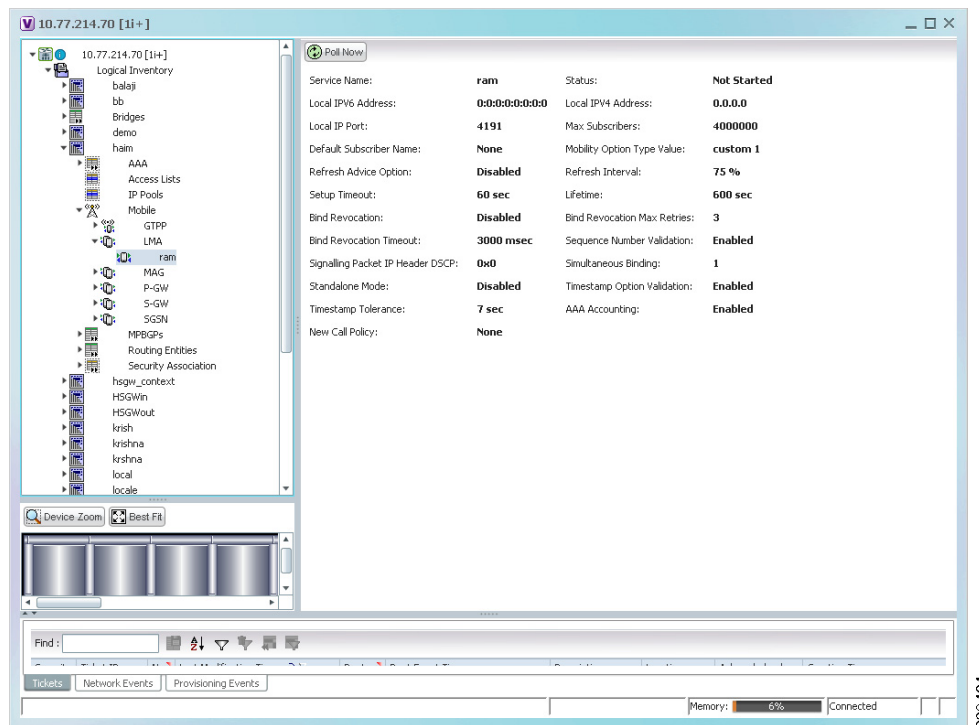 10.77.214.70 [1i+]
10.77.214.70 [1i+]
Logical Inventory
balaji
bb
Bridges
demo
haim
AAA
Access Lists
IP Pools
Mobile
GTPP
LMA
ram
MAG
P-GW
S-GW
SGSN
MPBGPs
Routing Entities
Security Association
hsgw_context
HSGWin
HSGWout
krish
krishna
krshna
local
locale
Device Zoom Best Fit
Poll Now
Service Name: ram Status: Not Started
Local IPV6 Address: 0:0:0:0:0:0:0:0 Local IPV4 Address: 0.0.0.0
Local IP Port: 4191 Max Subscribers: 4000000
Default Subscriber Name: None Mobility Option Type Value: custom 1
Refresh Advice Option: Disabled Refresh Interval: 75 %
Setup Timeout: 60 sec Lifetime: 600 sec
Bind Revocation: Disabled Bind Revocation Max Retries: 3
Bind Revocation Timeout: 3000 msec Sequence Number Validation: Enabled
Signalling Packet IP Header DSCP: 0x0 Simultaneous Binding: 1
Standalone Mode: Disabled Timestamp Option Validation: Enabled
Timestamp Tolerance: 7 sec AAA Accounting: Enabled
New Call Policy: None
Find :
Tickets Network Events Provisioning Events
Memory: 6% Connected